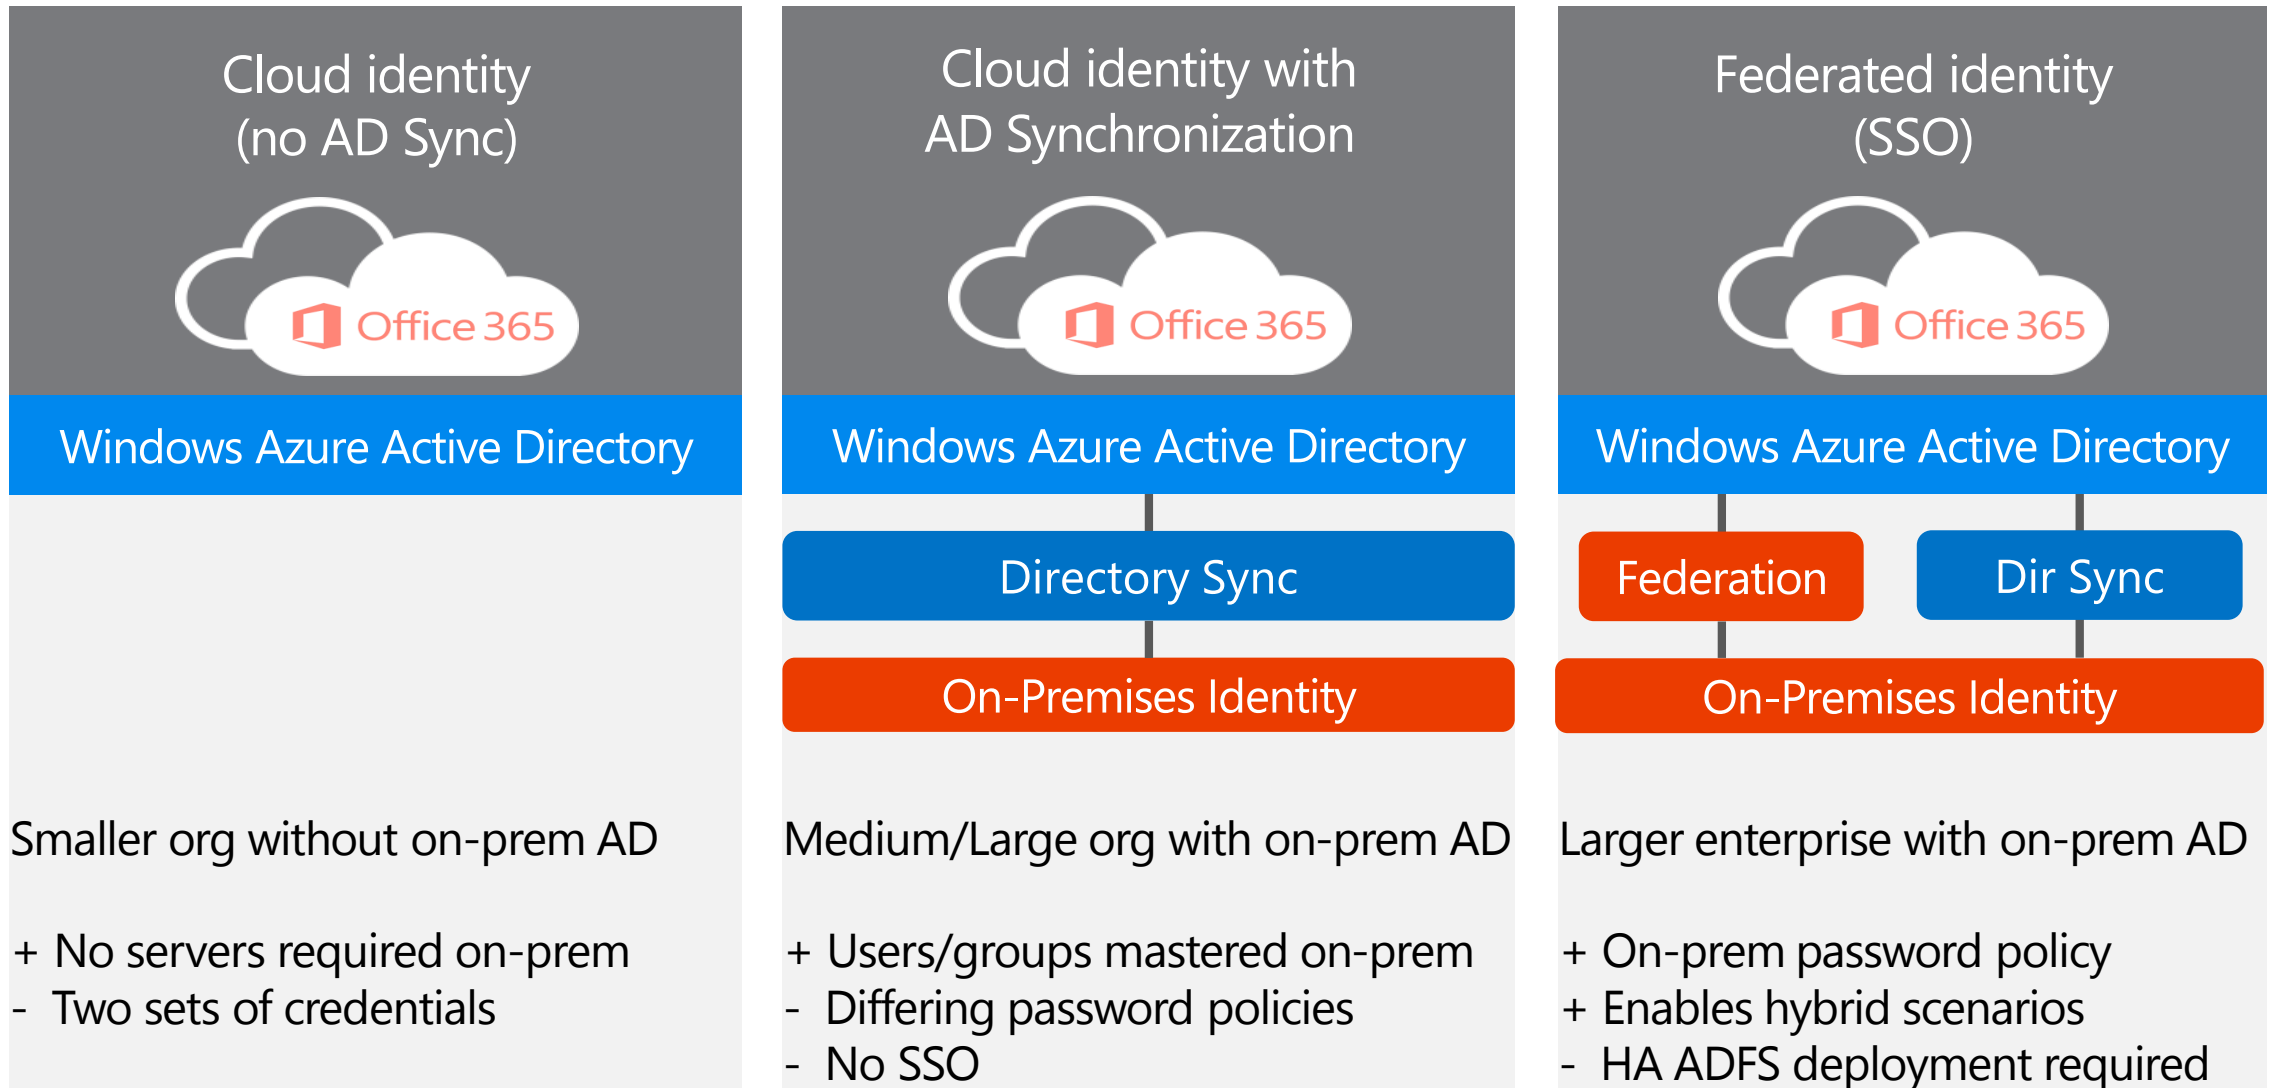 Cloud identity
(no AD Sync)
Office 365
Windows Azure Active Directory
Smaller org without on-prem AD
+ No servers required on-prem
- Two sets of credentials
Cloud identity with
AD Synchronization
Office 365
Windows Azure Active Directory
Directory Sync
On-Premises Identity
Medium/Large org with on-prem AD
+ Users/groups mastered on-prem
- Differing password policies
- No SSO
Federated identity
(SSO)
Office 365
Windows Azure Active Directory
Federation
Dir Sync
On-Premises Identity
Larger enterprise with on-prem AD
+ On-prem password policy
+ Enables hybrid scenarios
- HA ADFS deployment required